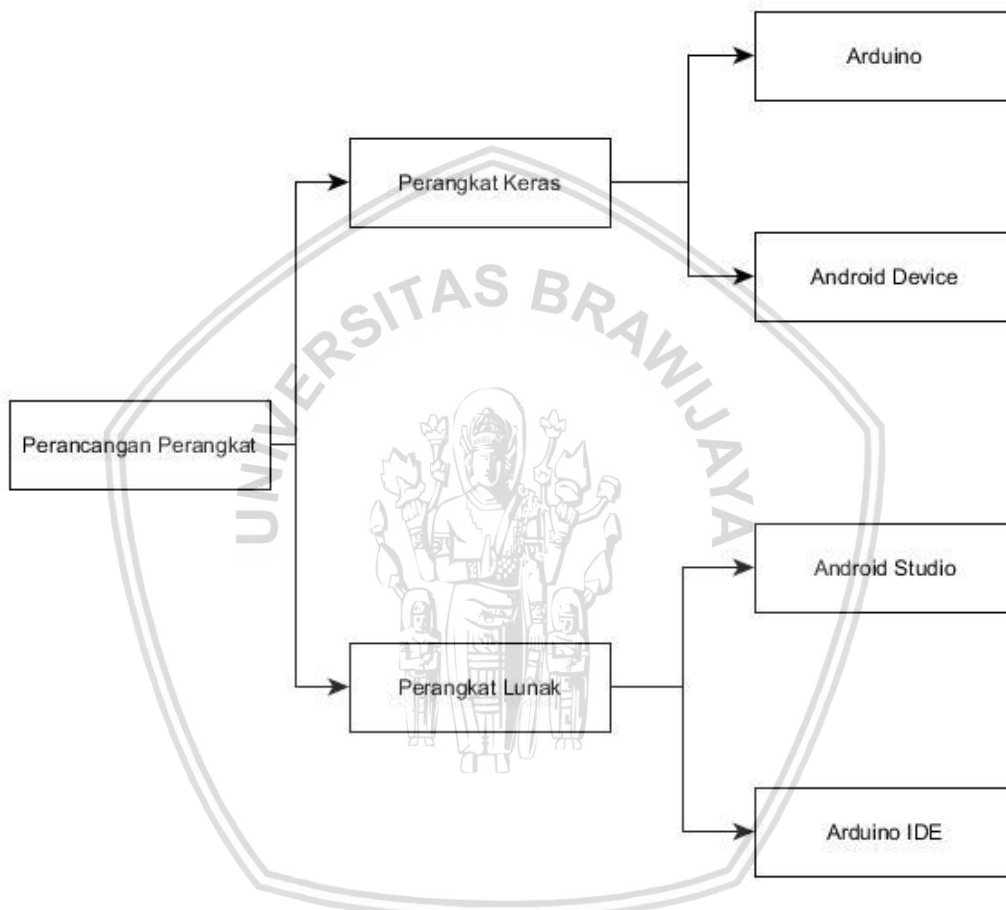 Arduino
Perangkat Keras
Android Device
UNIVERSITAS BRAWIJAYA
Perancangan Perangkat
Android Studio
Perangkat Lunak
Arduino IDE